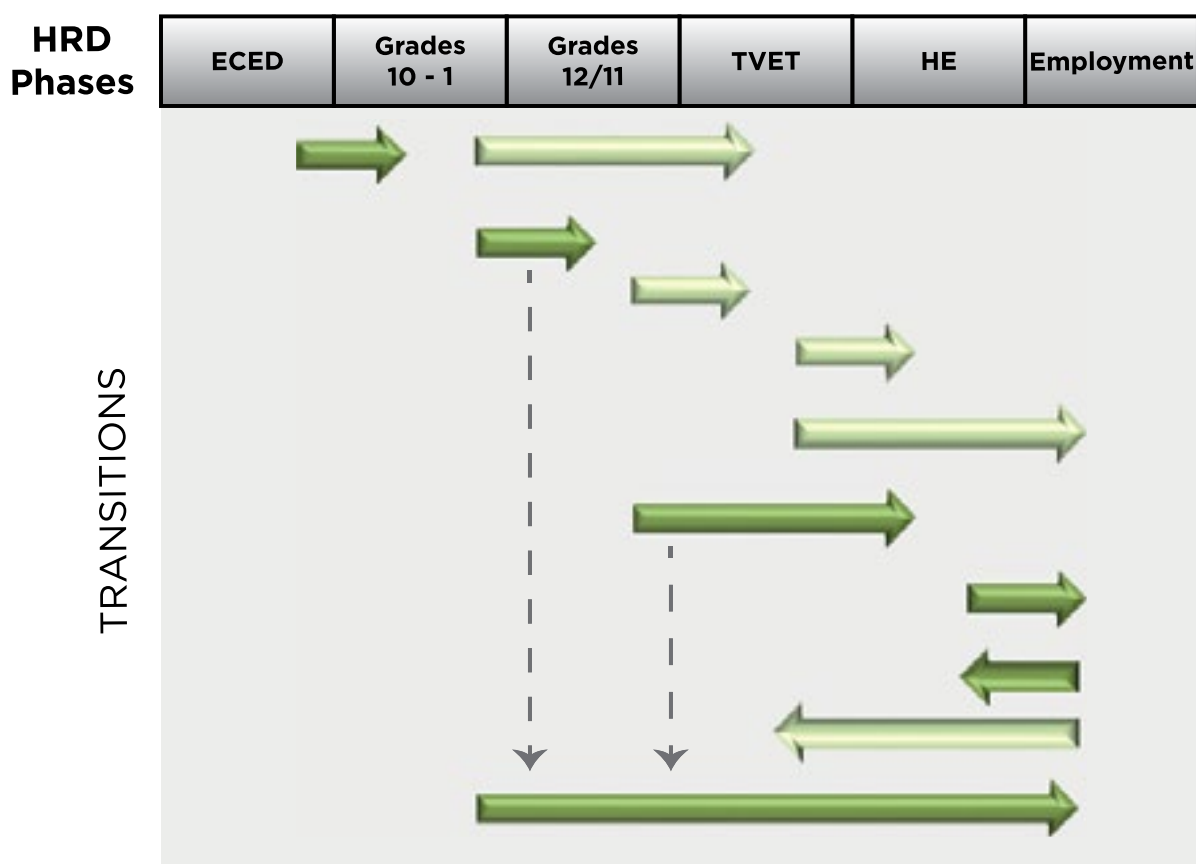 HRD
Phases
ECED
Grades
10 - 1
Grades
12/11
TVET
HE
Employment
TRANSITIONS